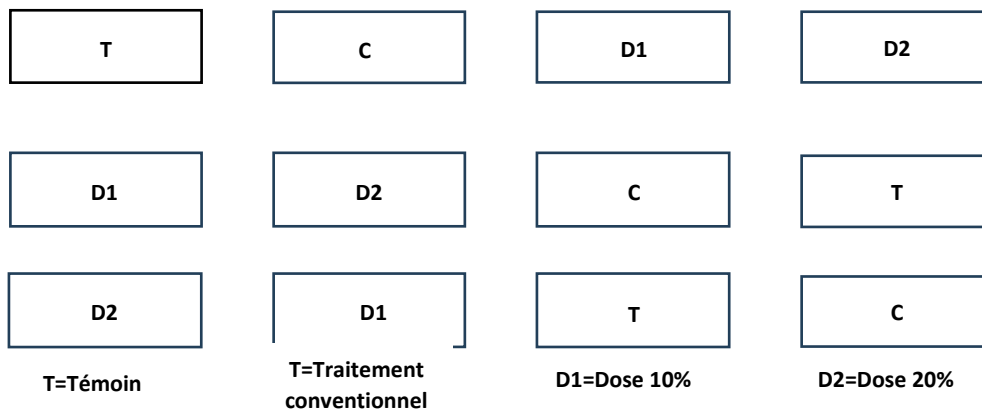 T C D1 D2
D1 D2 C T
D2 D1 T C
T=Témoin
T=Traitement
conventionnel
D1=Dose 10%
D2=Dose 20%